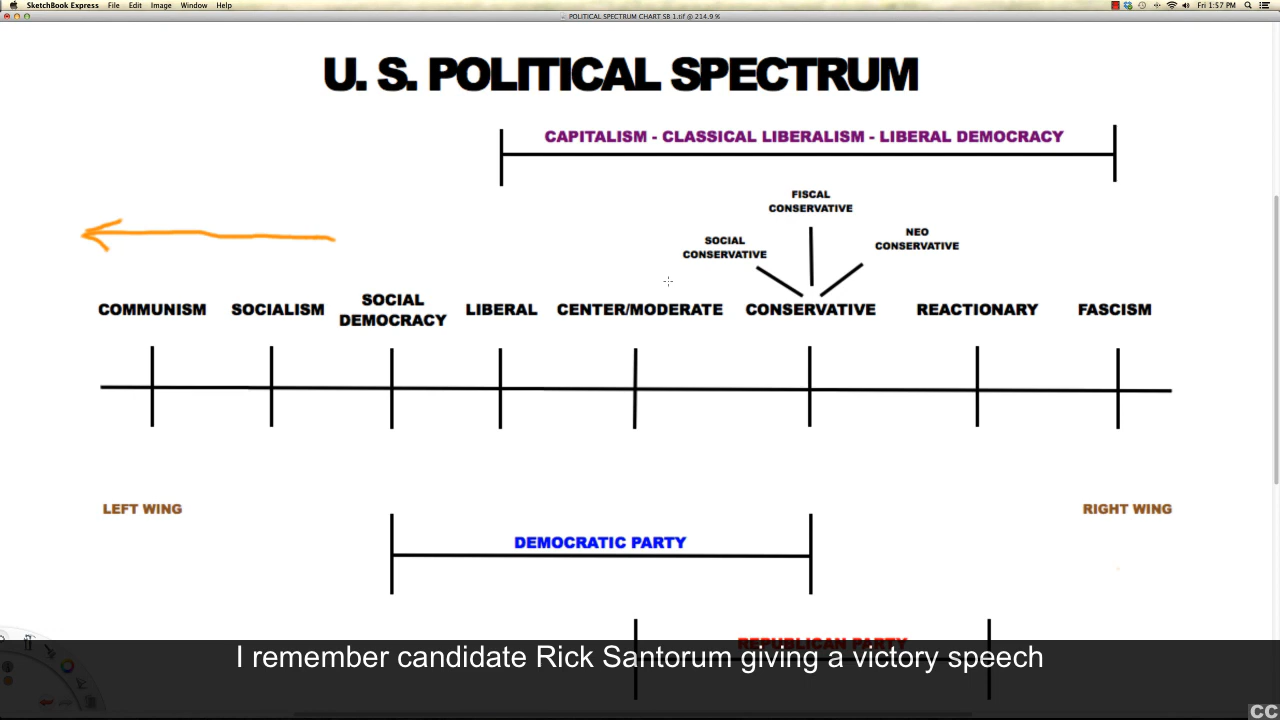 SketchBook Express File Edit Image Window Help Fri 1:57 PM
POLITICAL SPECTRUM CHART SB 1.tif @ 214.9 %
U. S. POLITICAL SPECTRUM
CAPITALISM - CLASSICAL LIBERALISM - LIBERAL DEMOCRACY
FISCAL
CONSERVATIVE
SOCIAL
CONSERVATIVE
NEO
CONSERVATIVE
COMMUNISM
SOCIALISM
SOCIAL
DEMOCRACY
LIBERAL
CENTER/MODERATE
CONSERVATIVE
REACTIONARY
FASCISM
LEFT WING
RIGHT WING
DEMOCRATIC PARTY
REPUBLICAN PARTY
I remember candidate Rick Santorum giving a victory speech
CC